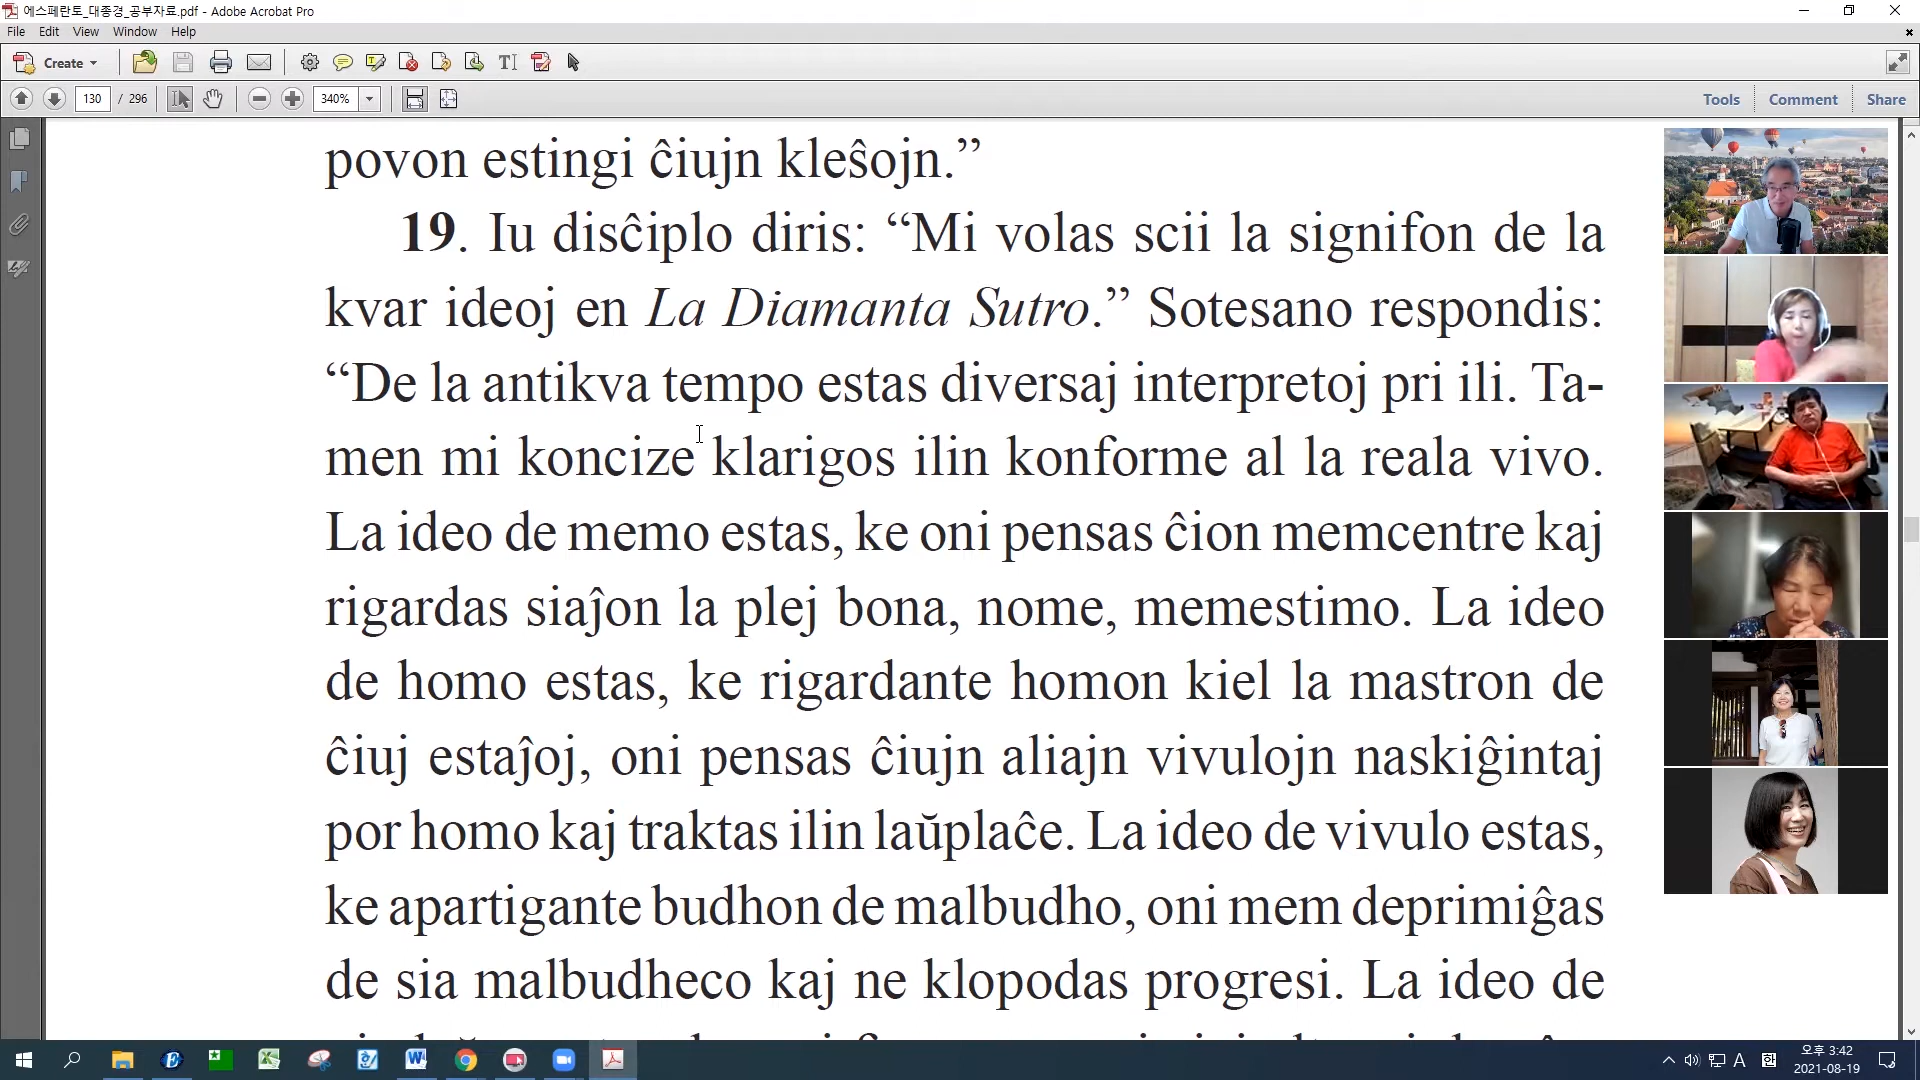 에스페란토_대종경_공부자료.pdf - Adobe Acrobat Pro
File Edit View Window Help
Create
130 / 296 340% Tools Comment Share
povon estingi ĉiujn kleŝojn.”
19. Iu disĉiplo diris: “Mi volas scii la signifon de la
kvar ideoj en La Diamanta Sutro.” Sotesano respondis:
“De la antikva tempo estas diversaj interpretoj pri ili. Ta-
men mi koncize klarigos ilin konforme al la reala vivo.
La ideo de memo estas, ke oni pensas ĉion memcentre kaj
rigardas siaĵon la plej bona, nome, memestimo. La ideo
de homo estas, ke rigardante homon kiel la mastron de
ĉiuj estaĵoj, oni pensas ĉiujn aliajn vivulojn naskiĝintaj
por homo kaj traktas ilin laŭplaĉe. La ideo de vivulo estas,
ke apartigante budhon de malbudho, oni mem deprimiĝas
de sia malbudheco kaj ne klopodas progresi. La ideo de
A 한 오후 3:42
2021-08-19